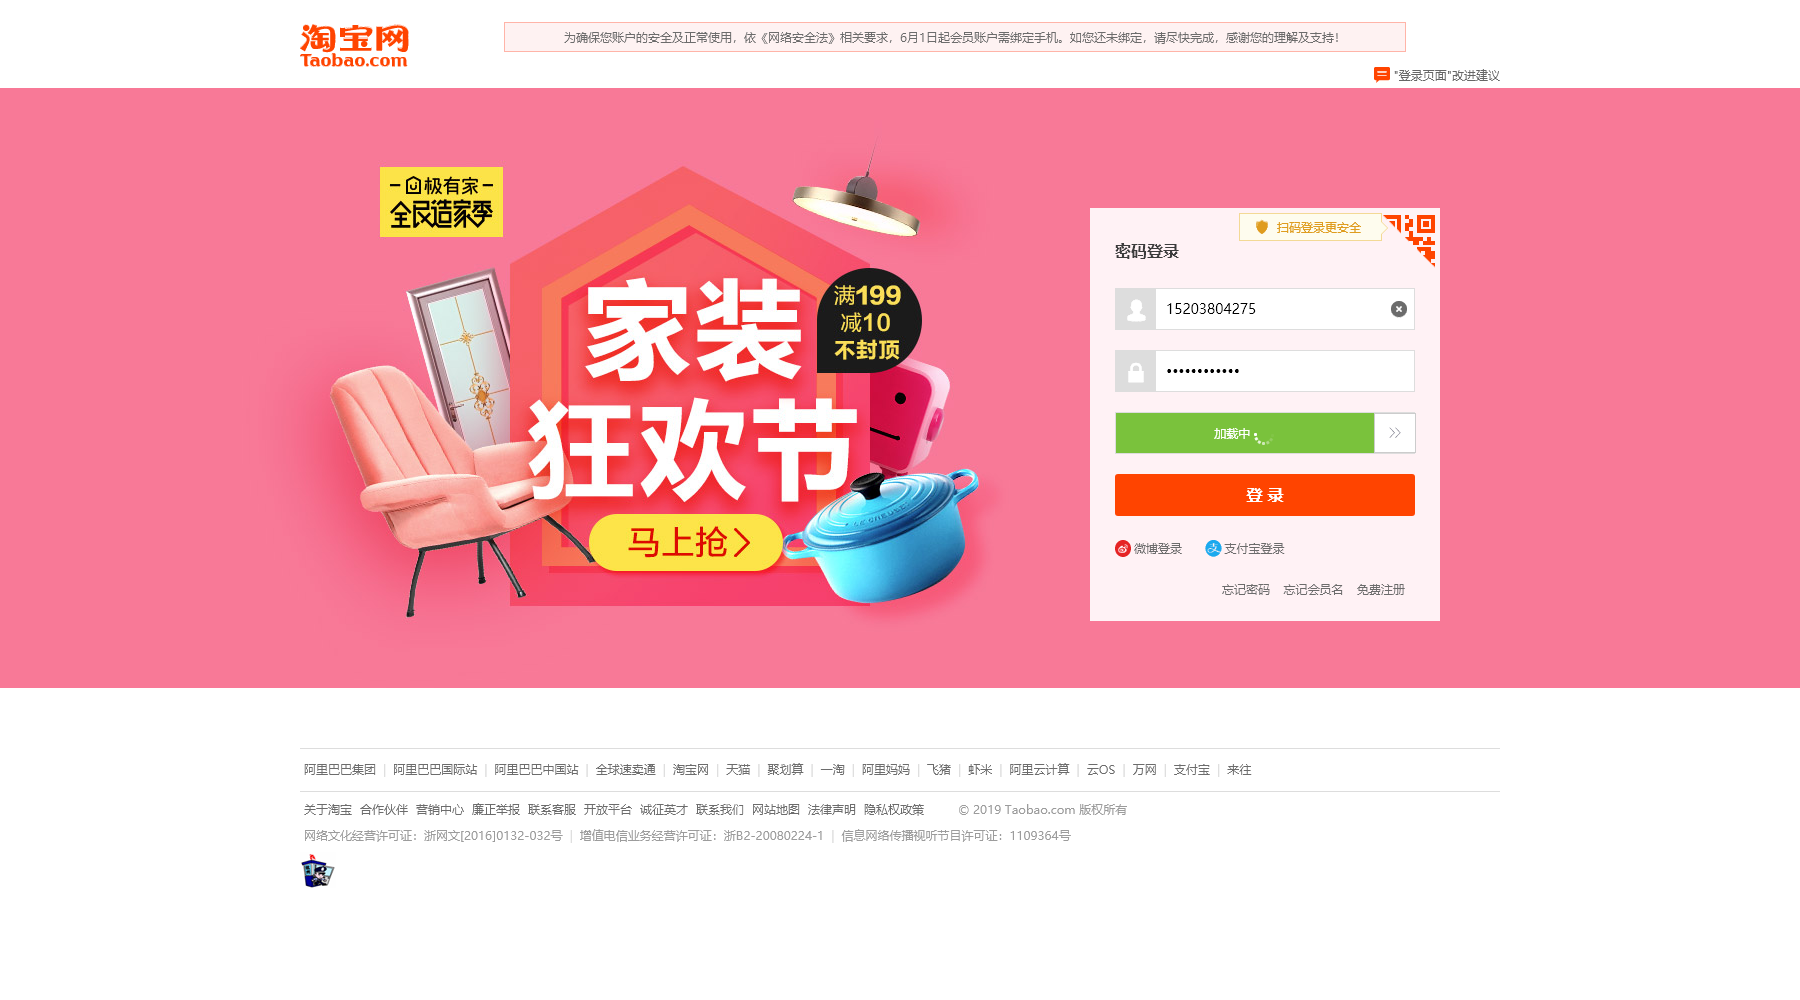 淘宝网
Taobao.com
为确保您账户的安全及正常使用，依《网络安全法》相关要求，6月1日起会员账户需绑定手机。如您还未绑定，请尽快完成，感谢您的理解及支持！
"登录页面"改进建议
极有家
全民造家季
家装
狂欢节
满199
减10
不封顶
马上抢
扫码登录更安全
密码登录
15203804275
••••••••••••
加载中
登 录
微博登录 支付宝登录
忘记密码 忘记会员名 免费注册
阿里巴巴集团 | 阿里巴巴国际站 | 阿里巴巴中国站 | 全球速卖通 | 淘宝网 | 天猫 | 聚划算 | 一淘 | 阿里妈妈 | 飞猪 | 虾米 | 阿里云计算 | 云OS | 万网 | 支付宝 | 来往
关于淘宝 合作伙伴 营销中心 廉正举报 联系客服 开放平台 诚征英才 联系我们 网站地图 法律声明 隐私权政策 © 2019 Taobao.com 版权所有
网络文化经营许可证：浙网文[2016]0132-032号 | 增值电信业务经营许可证：浙B2-20080224-1 | 信息网络传播视听节目许可证：1109364号